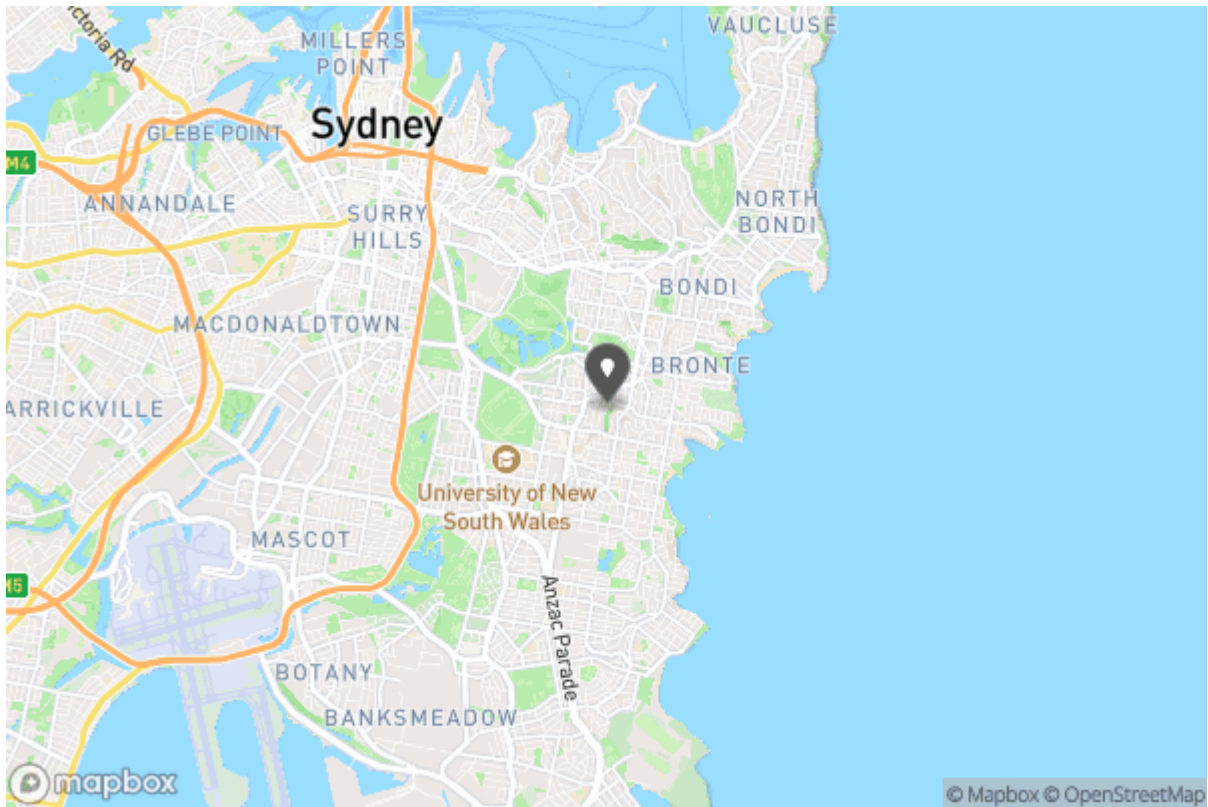 VAUCLUSE
Victoria Rd
MILLERS
POINT
Sydney
GLEBE POINT
M4
ANNANDALE
NORTH
BONDI
SURRY
HILLS
BONDI
MACDONALDTOWN
BRONTE
ARRICKVILLE
University of New
South Wales
MASCOT
Anzac Parade
BOTANY
BANKSMEADOW
mapbox
© Mapbox © OpenStreetMap